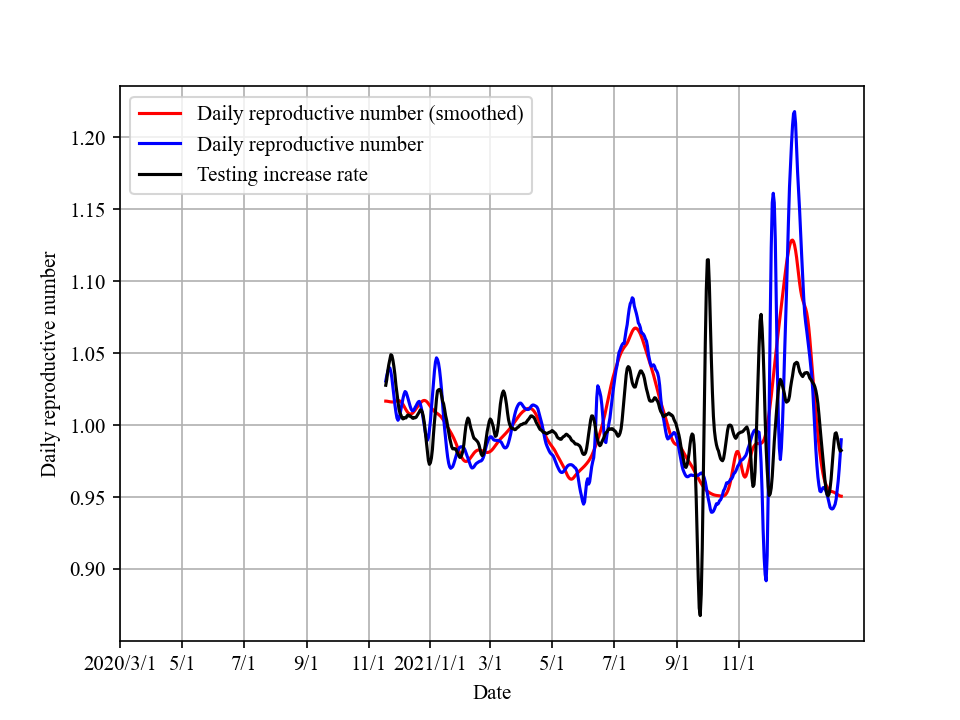 Daily reproductive number (smoothed)
Daily reproductive number
Testing increase rate
1.20
1.15
1.10
1.05
1.00
0.95
0.90
Daily reproductive number
2020/3/1 5/1 7/1 9/1 11/1 2021/1/1 3/1 5/1 7/1 9/1 11/1
Date